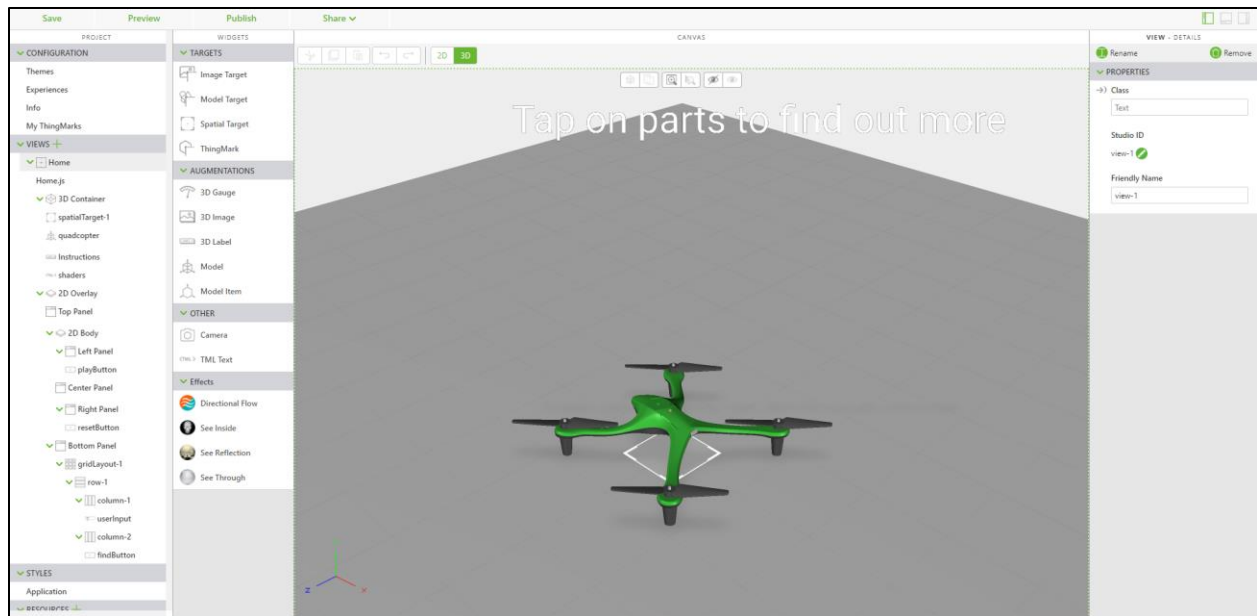 Save Preview Publish Share
PROJECT
CONFIGURATION
Themes
Experiences
Info
My ThingMarks
VIEWS
Home
Home.js
3D Container
spatialTarget-1
quadcopter
Instructions
shaders
2D Overlay
Top Panel
2D Body
Left Panel
playButton
Center Panel
Right Panel
resetButton
Bottom Panel
gridLayout-1
row-1
column-1
userInput
column-2
findButton
STYLES
Application
RESOURCES
WIDGETS
TARGETS
Image Target
Model Target
Spatial Target
ThingMark
AUGMENTATIONS
3D Gauge
3D Image
3D Label
Model
Model Item
OTHER
Camera
TML Text
Effects
Directional Flow
See Inside
See Reflection
See Through
CANVAS
2D 3D
Tap on parts to find out more
Z X
VIEW - DETAILS
Rename Remove
PROPERTIES
Class
Text
Studio ID
view-1
Friendly Name
view-1